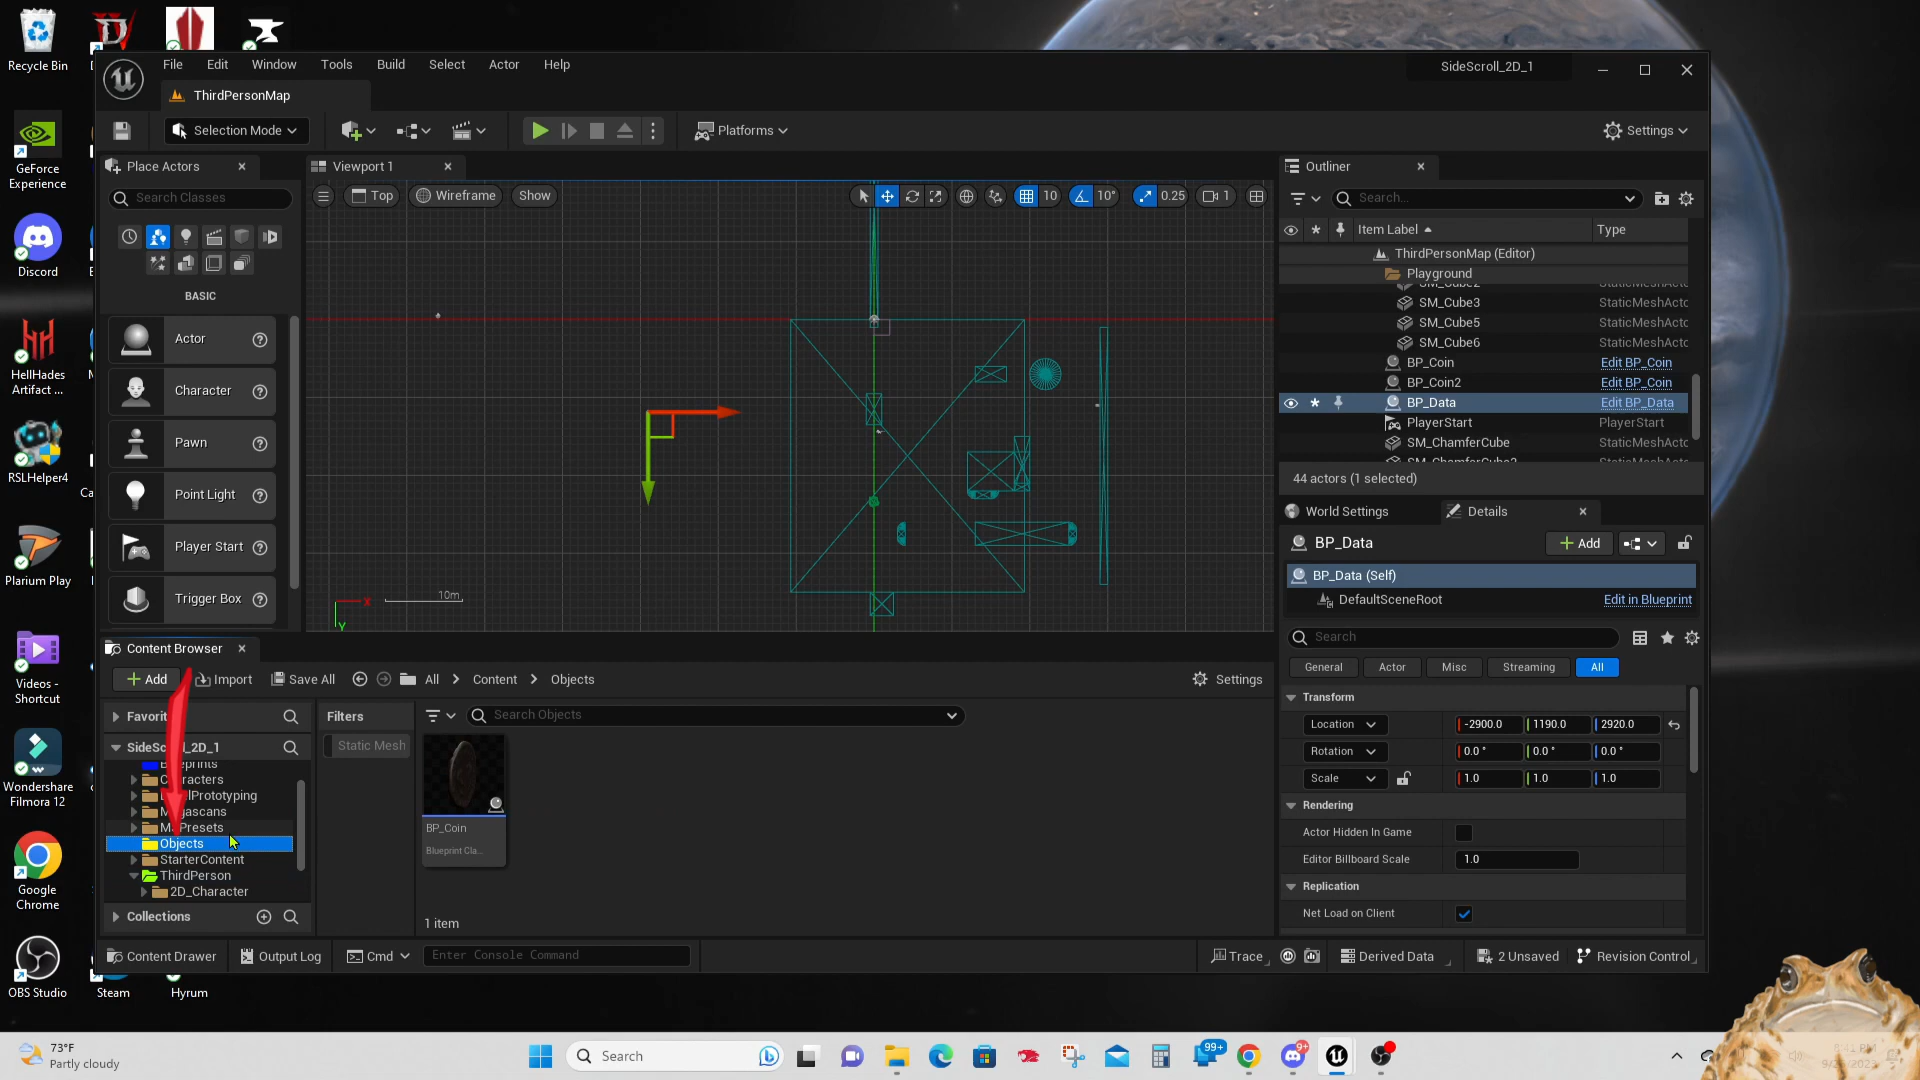 Recycle Bin
GeForce
Experience
Discord
HellHades
Artifact ...
RSLHelper4
Plarium Play
Videos -
Shortcut
Wondershare
Filmora 12
Google
Chrome
OBS Studio
Steam
Hyrum
File
Edit
Window
Tools
Build
Select
Actor
Help
SideScroll_2D_1
ThirdPersonMap
Selection Mode
Platforms
Settings
Place Actors
Search Classes
BASIC
Actor
Character
Pawn
Point Light
Player Start
Trigger Box
Viewport 1
Top
Wireframe
Show
10
10°
0.25
1
X
Y
10m
Outliner
Search...
Item Label
Type
ThirdPersonMap (Editor)
Playground
SM_Cube2
StaticMeshActo
SM_Cube3
StaticMeshActo
SM_Cube5
StaticMeshActo
SM_Cube6
StaticMeshActo
BP_Coin
Edit BP_Coin
BP_Coin2
Edit BP_Coin
BP_Data
Edit BP_Data
PlayerStart
PlayerStart
SM_ChamferCube
StaticMeshActo
44 actors (1 selected)
World Settings
Details
BP_Data
Add
BP_Data (Self)
DefaultSceneRoot
Edit in Blueprint
Search
General
Actor
Misc
Streaming
All
Transform
Location
-2900.0
1190.0
2920.0
Rotation
0.0 °
0.0 °
0.0 °
Scale
1.0
1.0
1.0
Rendering
Actor Hidden In Game
Editor Billboard Scale
1.0
Replication
Net Load on Client
Content Browser
Add
Import
Save All
All
Content
Objects
Settings
Filters
Search Objects
Static Mesh
Objects
StarterContent
ThirdPerson
2D_Character
Collections
BP_Coin
Blueprint Cla...
1 item
Content Drawer
Output Log
Cmd
Enter Console Command
Trace
Derived Data
2 Unsaved
Revision Control
73°F
Partly cloudy
Search
99+
9+